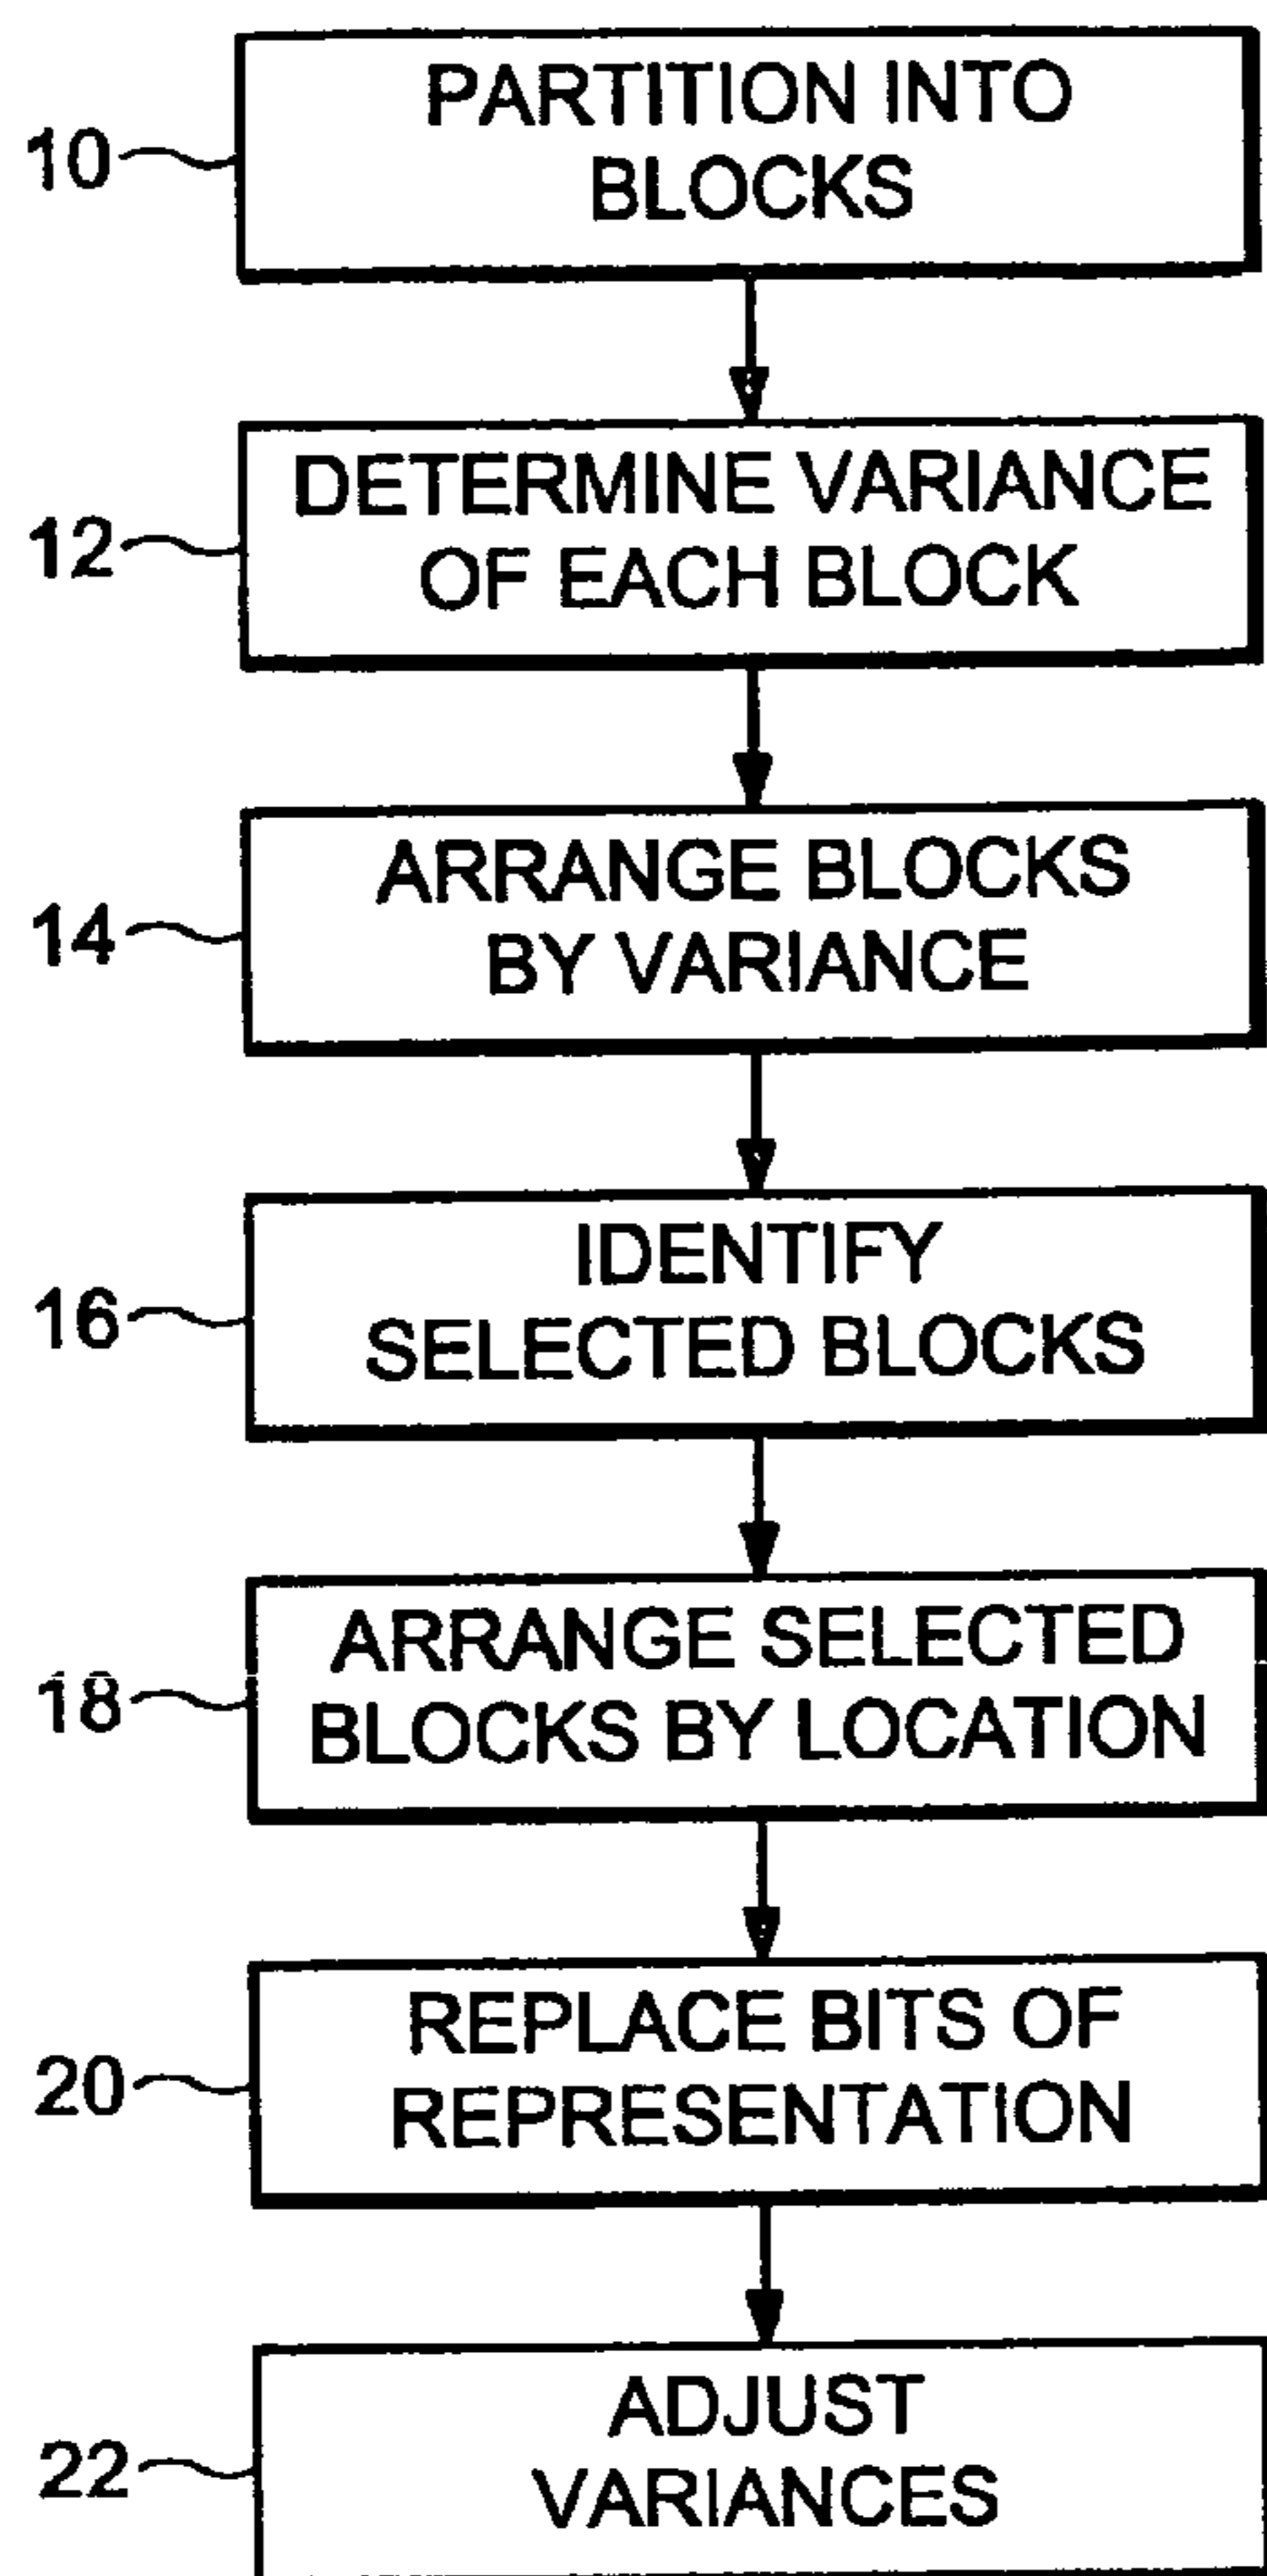 PARTITION INTO
BLOCKS
10
DETERMINE VARIANCE
OF EACH BLOCK
12
ARRANGE BLOCKS
BY VARIANCE
14
IDENTIFY
SELECTED BLOCKS
16
ARRANGE SELECTED
BLOCKS BY LOCATION
18
REPLACE BITS OF
REPRESENTATION
20
ADJUST
VARIANCES
22